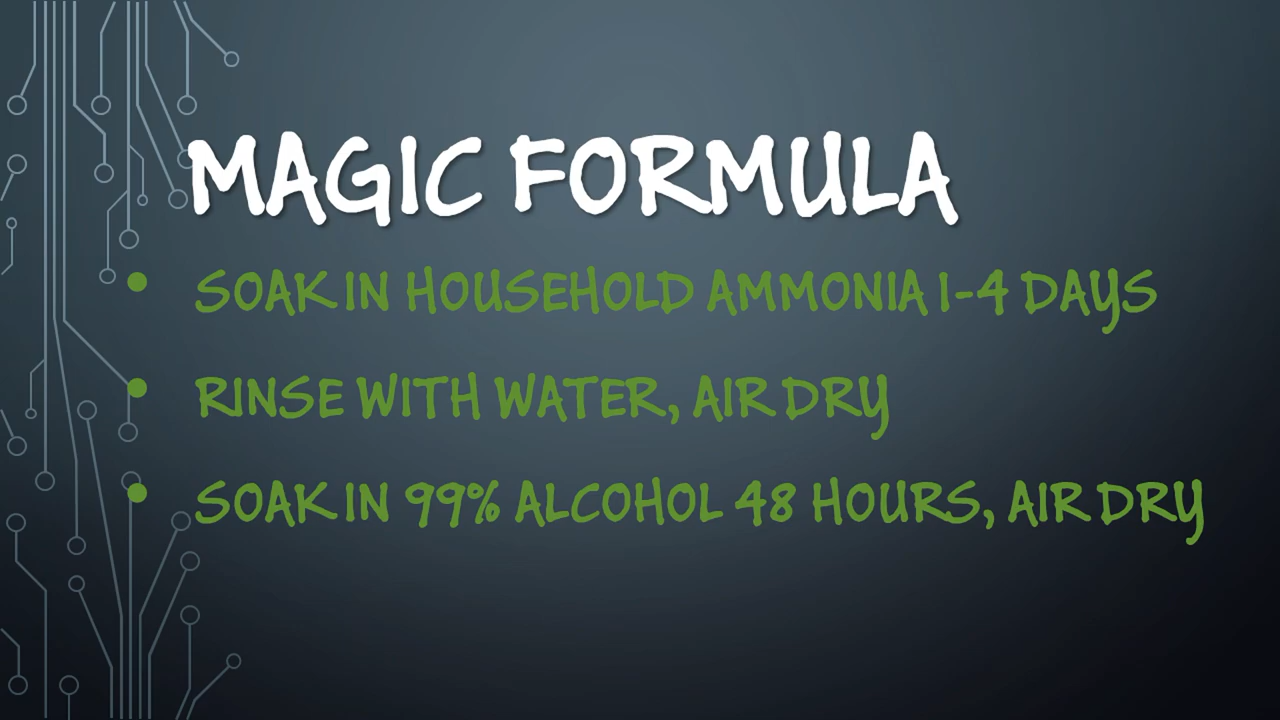 MAGIC FORMULA
• SOAK IN HOUSEHOLD AMMONIA 1-4 DAYS
• RINSE WITH WATER, AIR DRY
• SOAK IN 99% ALCOHOL 48 HOURS, AIR DRY